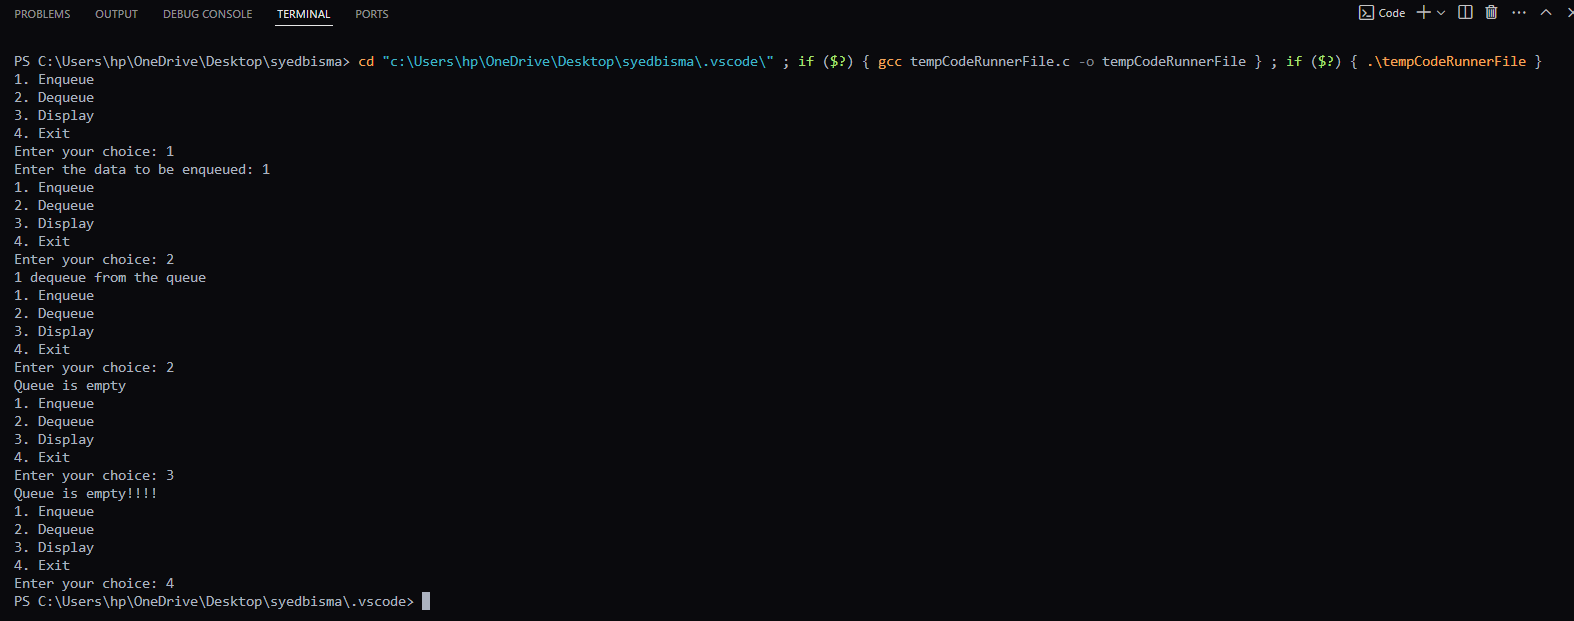 PROBLEMS OUTPUT DEBUG CONSOLE TERMINAL PORTS Code
PS C:\Users\hp\OneDrive\Desktop\syedbisma> cd "c:\Users\hp\OneDrive\Desktop\syedbisma\.vscode\" ; if ($?) { gcc tempCodeRunnerFile.c -o tempCodeRunnerFile } ; if ($?) { .\tempCodeRunnerFile }
1. Enqueue
2. Dequeue
3. Display
4. Exit
Enter your choice: 1
Enter the data to be enqueued: 1
1. Enqueue
2. Dequeue
3. Display
4. Exit
Enter your choice: 2
1 dequeue from the queue
1. Enqueue
2. Dequeue
3. Display
4. Exit
Enter your choice: 2
Queue is empty
1. Enqueue
2. Dequeue
3. Display
4. Exit
Enter your choice: 3
Queue is empty!!!!
1. Enqueue
2. Dequeue
3. Display
4. Exit
Enter your choice: 4
PS C:\Users\hp\OneDrive\Desktop\syedbisma\.vscode>